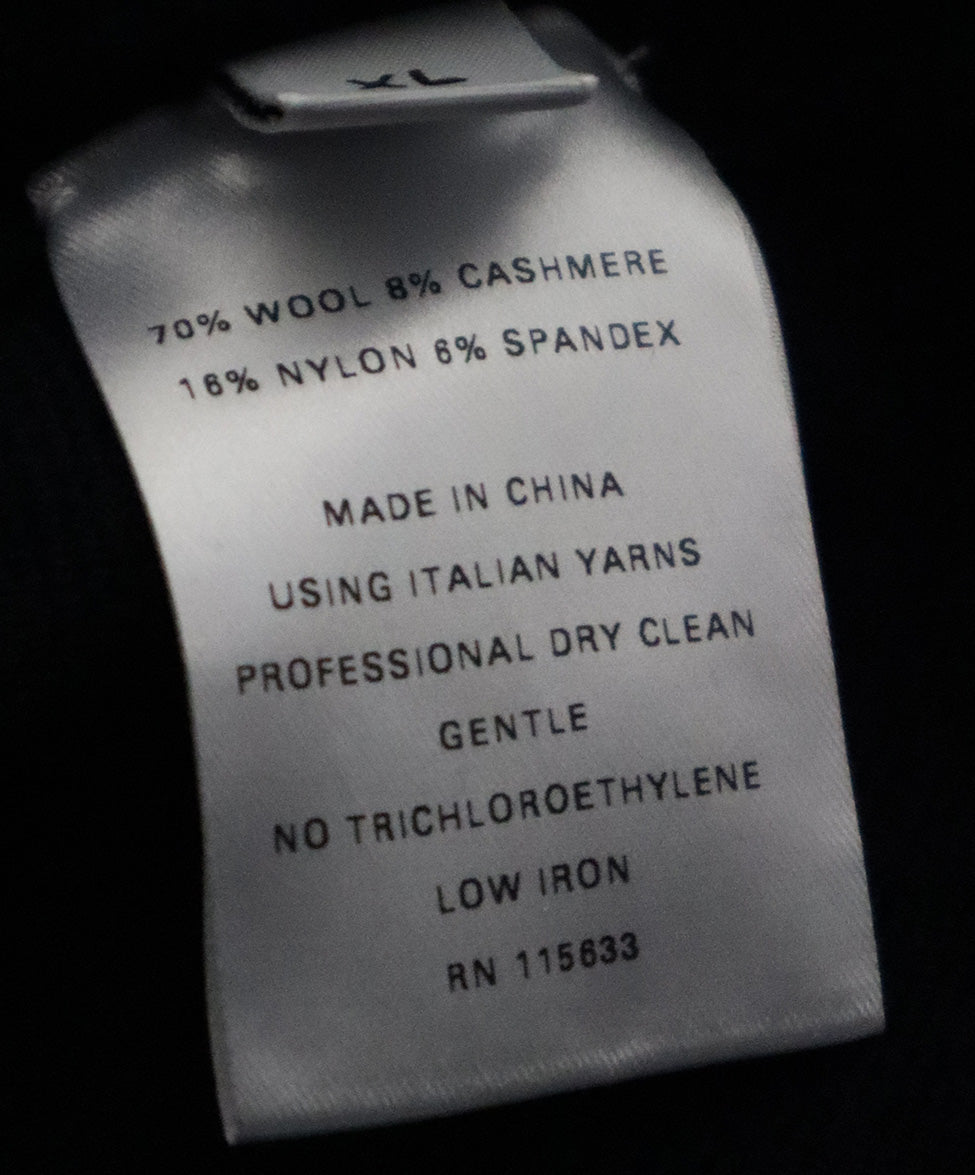 XL
70% WOOL 8% CASHMERE
16% NYLON 6% SPANDEX
MADE IN CHINA
USING ITALIAN YARNS
PROFESSIONAL DRY CLEAN
GENTLE
NO TRICHLOROETHYLENE
LOW IRON
RN 115633